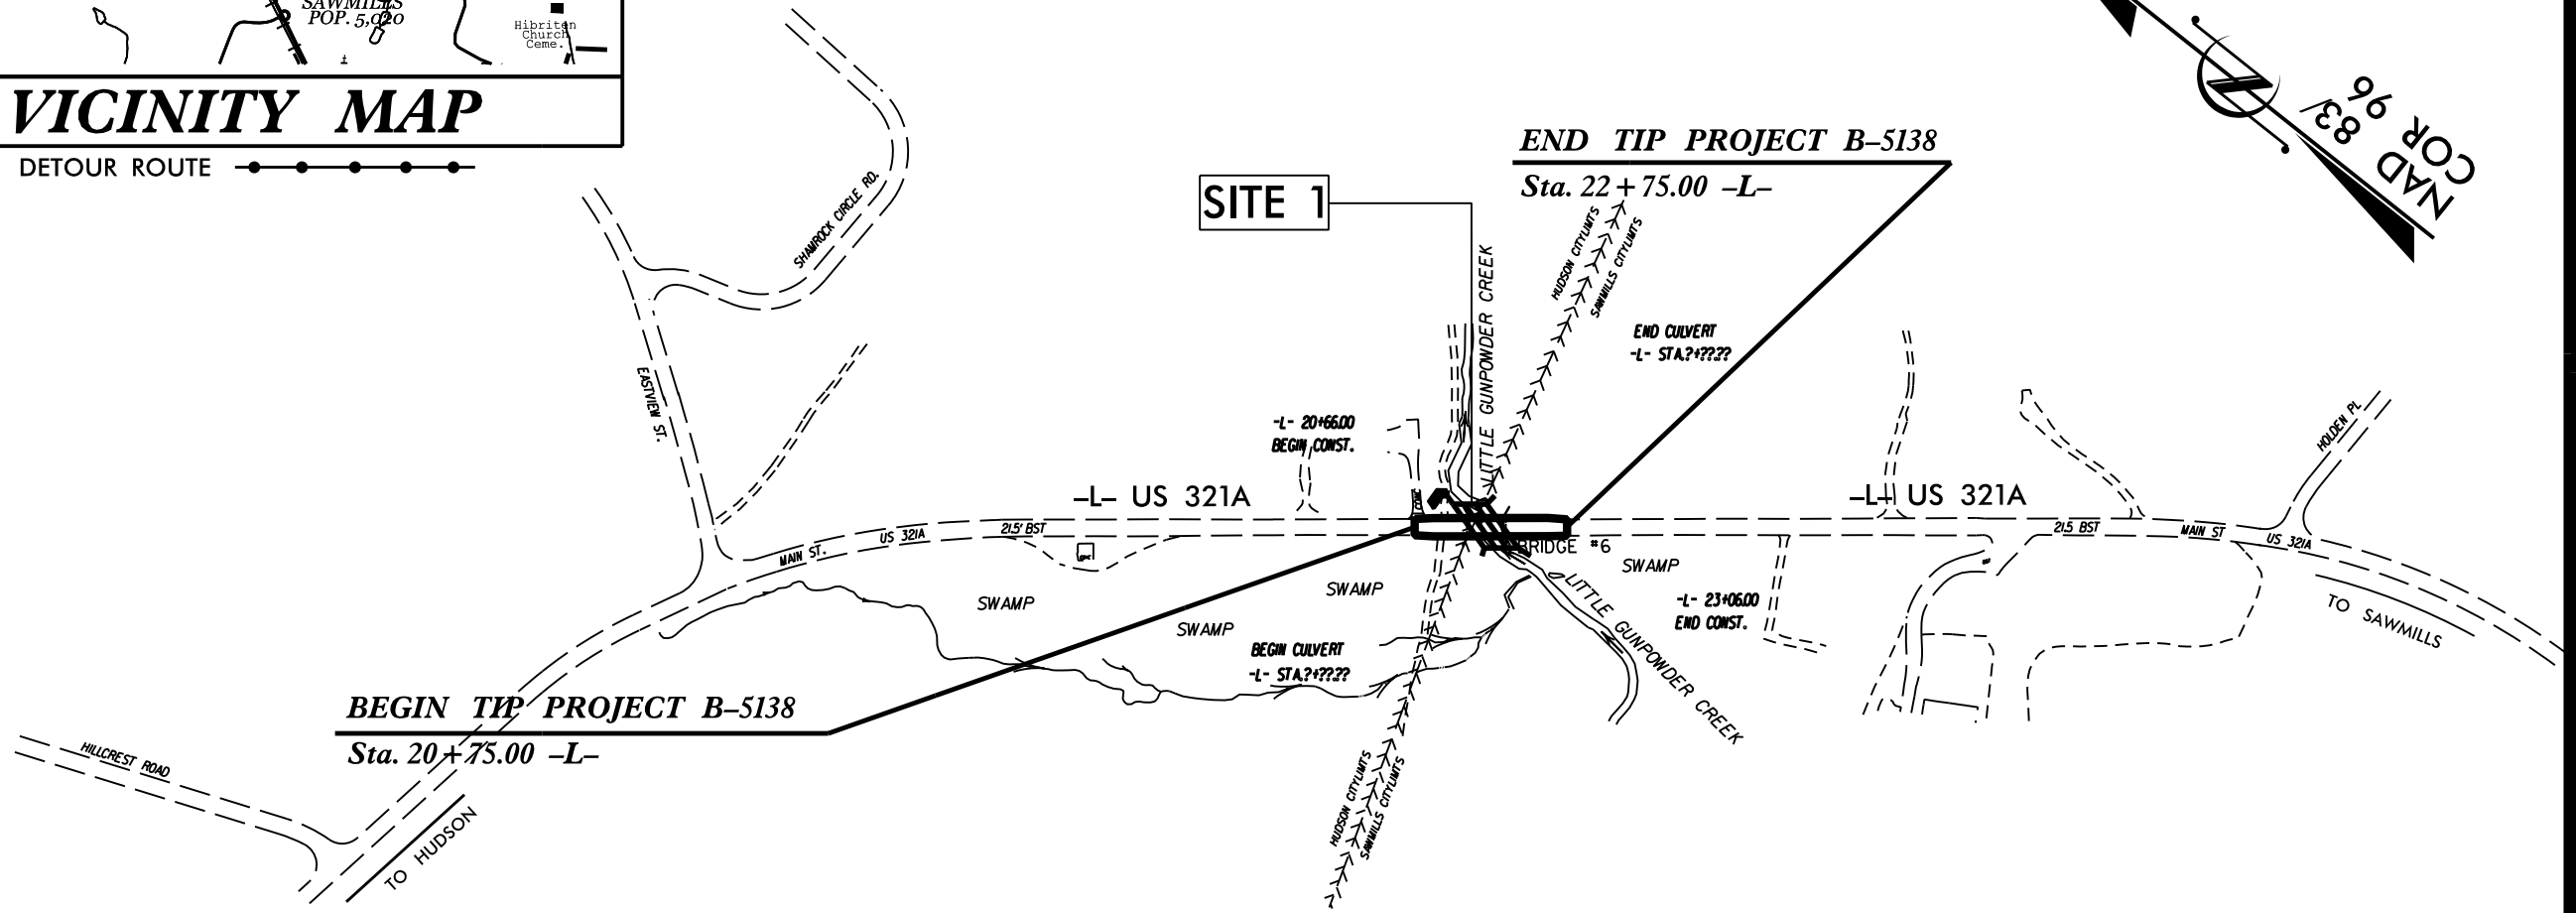 SAWMILLS
POP. 5,020
Hibriten
Church
Ceme.
VICINITY MAP
DETOUR ROUTE
NAD 83/
COR 96
END TIP PROJECT B–5138
Sta. 22+75.00 –L–
SITE 1
SHAMROCK CIRCLE RD.
EASTVIEW ST.
LITTLE GUNPOWDER CREEK
HUDSON CITYLIMITS
SAWMILLS CITYLIMITS
END CULVERT
-L- STA.?+??.??
-L- 20+66.00
BEGIN CONST.
HOLDEN PL
–L– US 321A
–L– US 321A
MAIN ST.
US 321A
21.5' BST
BRIDGE #6
21.5 BST
MAIN ST
US 321A
SWAMP
SWAMP
SWAMP
SWAMP
LITTLE GUNPOWDER CREEK
-L- 23+06.00
END CONST.
TO SAWMILLS
BEGIN CULVERT
-L- STA.?+??.??
BEGIN TIP PROJECT B–5138
Sta. 20+75.00 –L–
HILLCREST ROAD
TO HUDSON
HUDSON CITYLIMITS
SAWMILLS CITYLIMITS